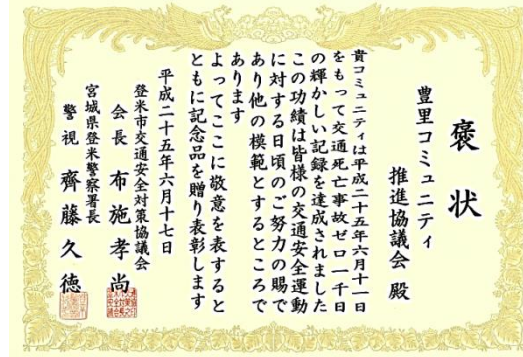 褒状
豊里コミュニティ
推進協議会殿
貴コミュニティは平成二十五年六月十一日
をもって交通死亡事故ゼロ一千日
の輝かしい記録を達成されました
この功績は皆様の交通安全運動
に対する日頃のご努力の賜で
あり他の模範とするところで
あります
よってここに敬意を表すると
ともに記念品を贈り表彰します
平成二十五年六月十七日
登米市交通安全対策協議会
会長布施孝尚
宮城県登米警察署長
警視齊藤久徳